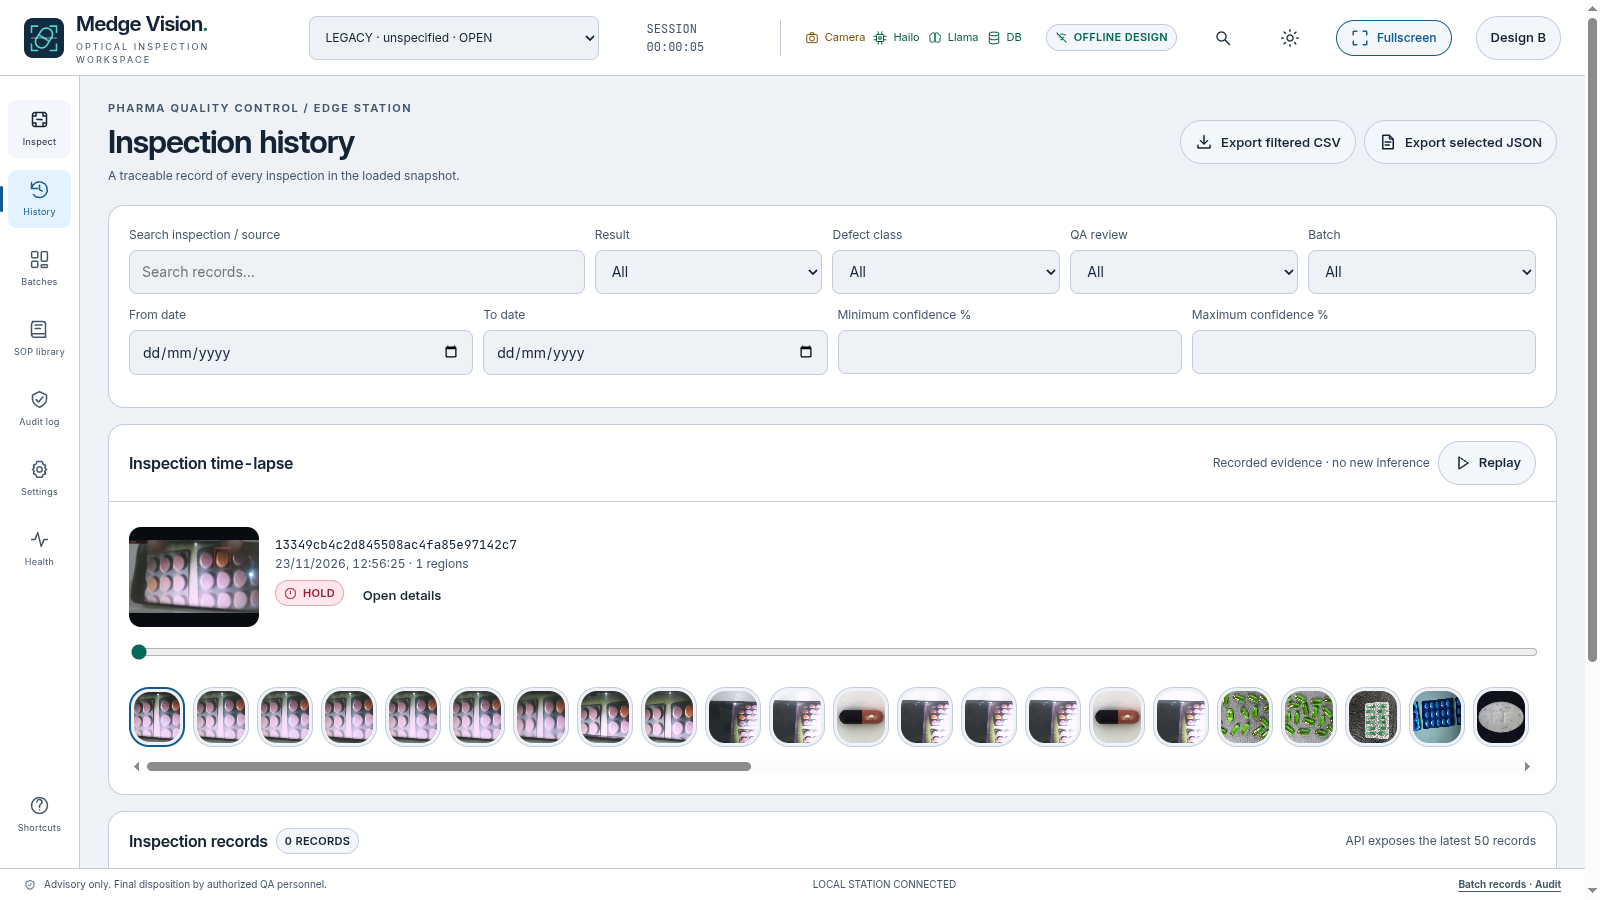 Medge Vision.
OPTICAL INSPECTION
WORKSPACE
LEGACY · unspecified · OPEN
SESSION
00:00:05
Camera
Hailo
Llama
DB
OFFLINE DESIGN
Fullscreen
Design B
Inspect
History
Batches
SOP library
Audit log
Settings
Health
Shortcuts
PHARMA QUALITY CONTROL / EDGE STATION
Inspection history
A traceable record of every inspection in the loaded snapshot.
Export filtered CSV
Export selected JSON
Search inspection / source
Result
Defect class
QA review
Batch
Search records...
All
All
All
All
From date
To date
Minimum confidence %
Maximum confidence %
dd/mm/yyyy
dd/mm/yyyy
Inspection time-lapse
Recorded evidence · no new inference
Replay
13349cb4c2d845508ac4fa85e97142c7
23/11/2026, 12:56:25 · 1 regions
HOLD
Open details
Inspection records
0 RECORDS
API exposes the latest 50 records
Advisory only. Final disposition by authorized QA personnel.
LOCAL STATION CONNECTED
Batch records · Audit